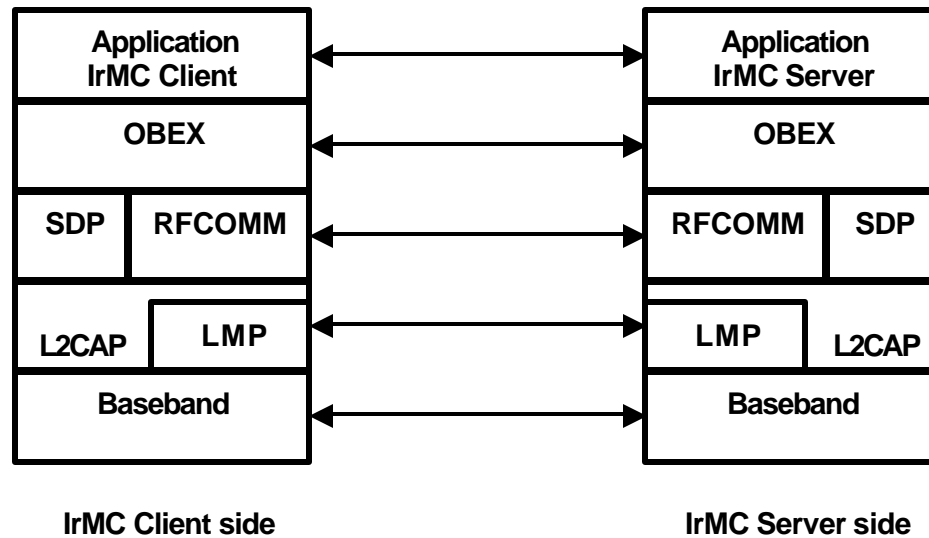 Application Application
IrMC Client IrMC Server
OBEX OBEX
SDP RFCOMM RFCOMM SDP
L2CAP LMP LMP L2CAP
Baseband Baseband
IrMC Client side IrMC Server side